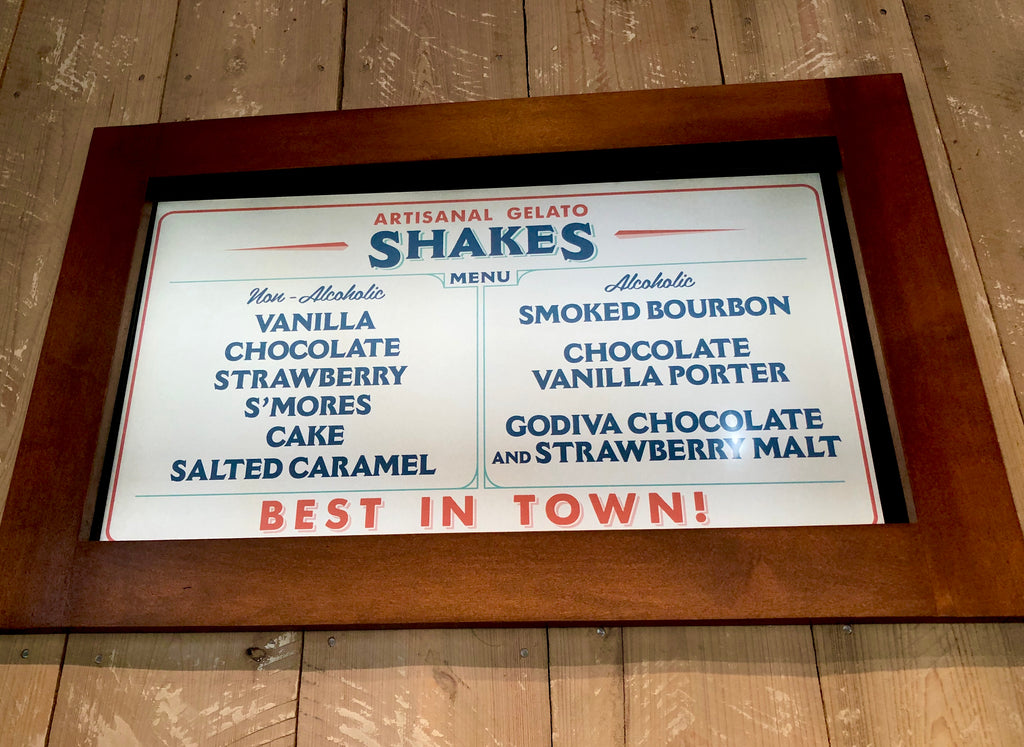 ARTISANAL GELATO
SHAKES
MENU
Non-Alcoholic
VANILLA
CHOCOLATE
STRAWBERRY
S'MORES
CAKE
SALTED CARAMEL
Alcoholic
SMOKED BOURBON
CHOCOLATE
VANILLA PORTER
GODIVA CHOCOLATE
AND STRAWBERRY MALT
BEST IN TOWN!